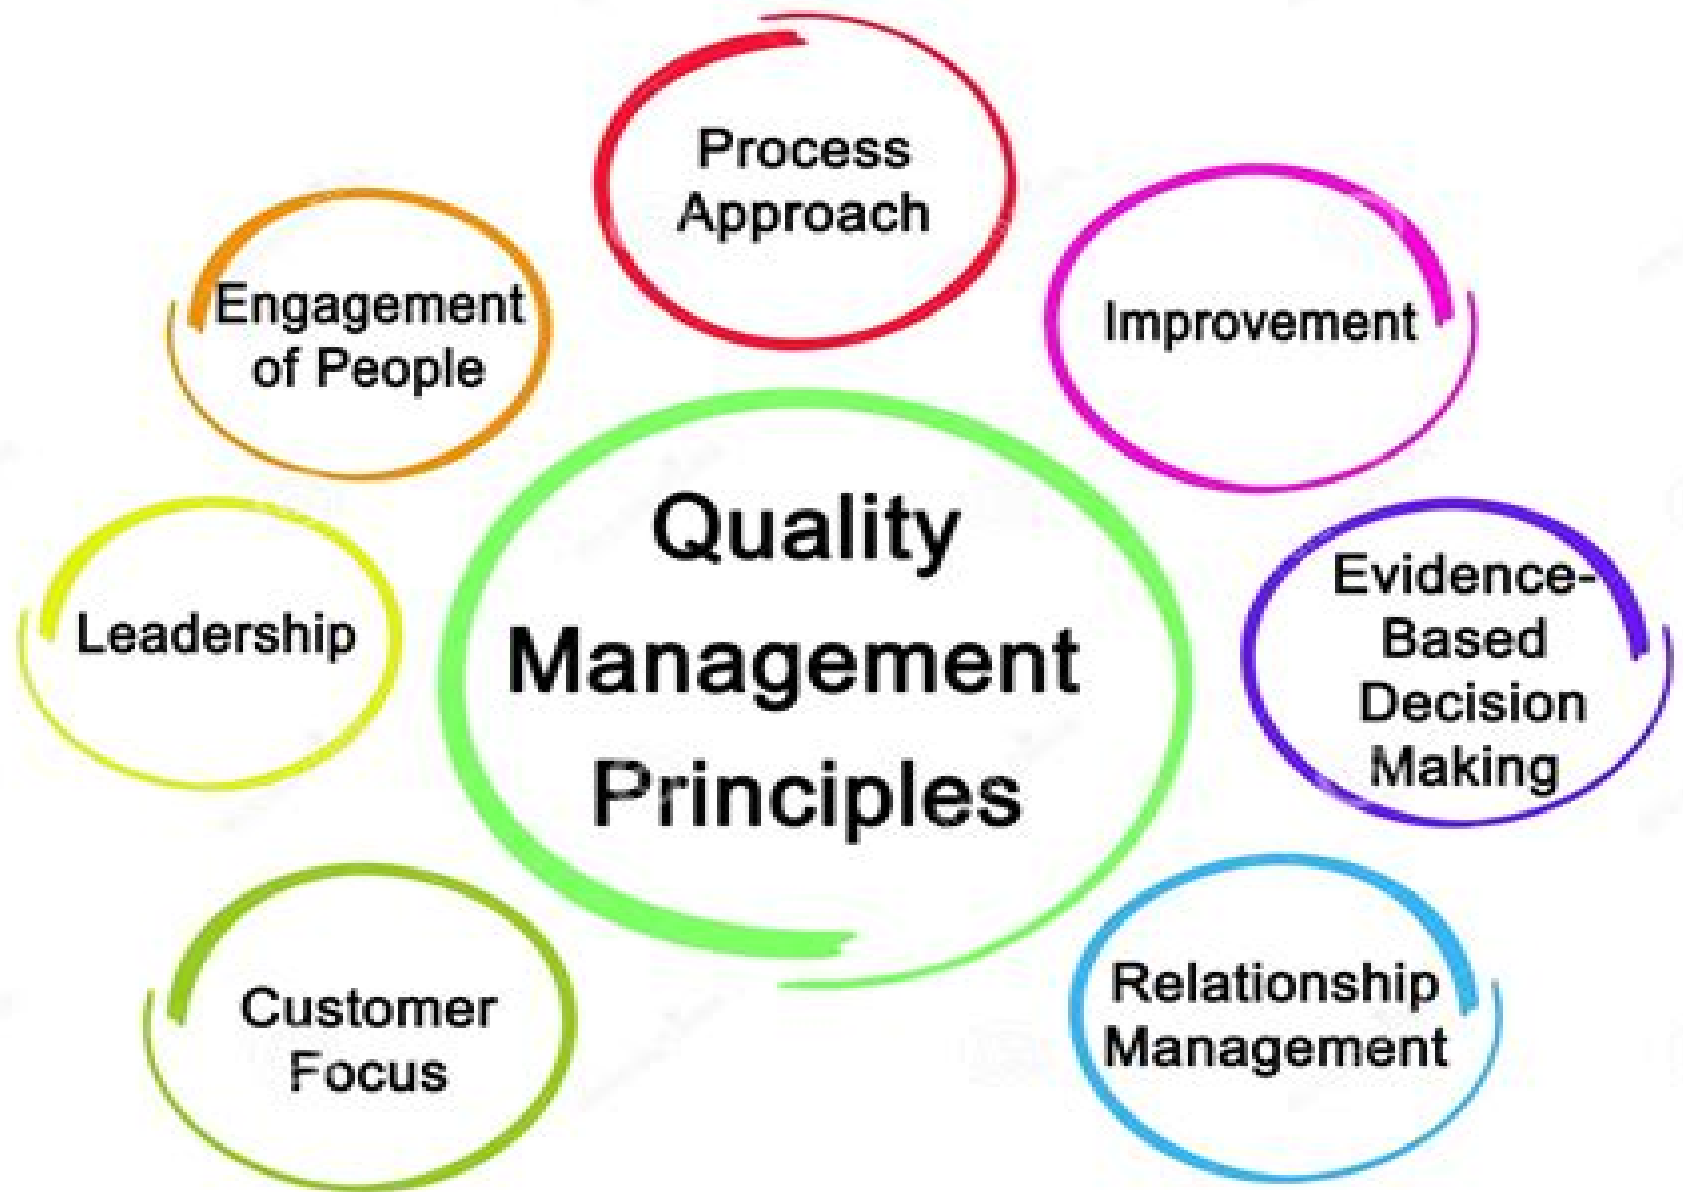 Process
Approach
Engagement
of People
Improvement
Quality
Management
Principles
Leadership
Evidence-
Based
Decision
Making
Customer
Focus
Relationship
Management